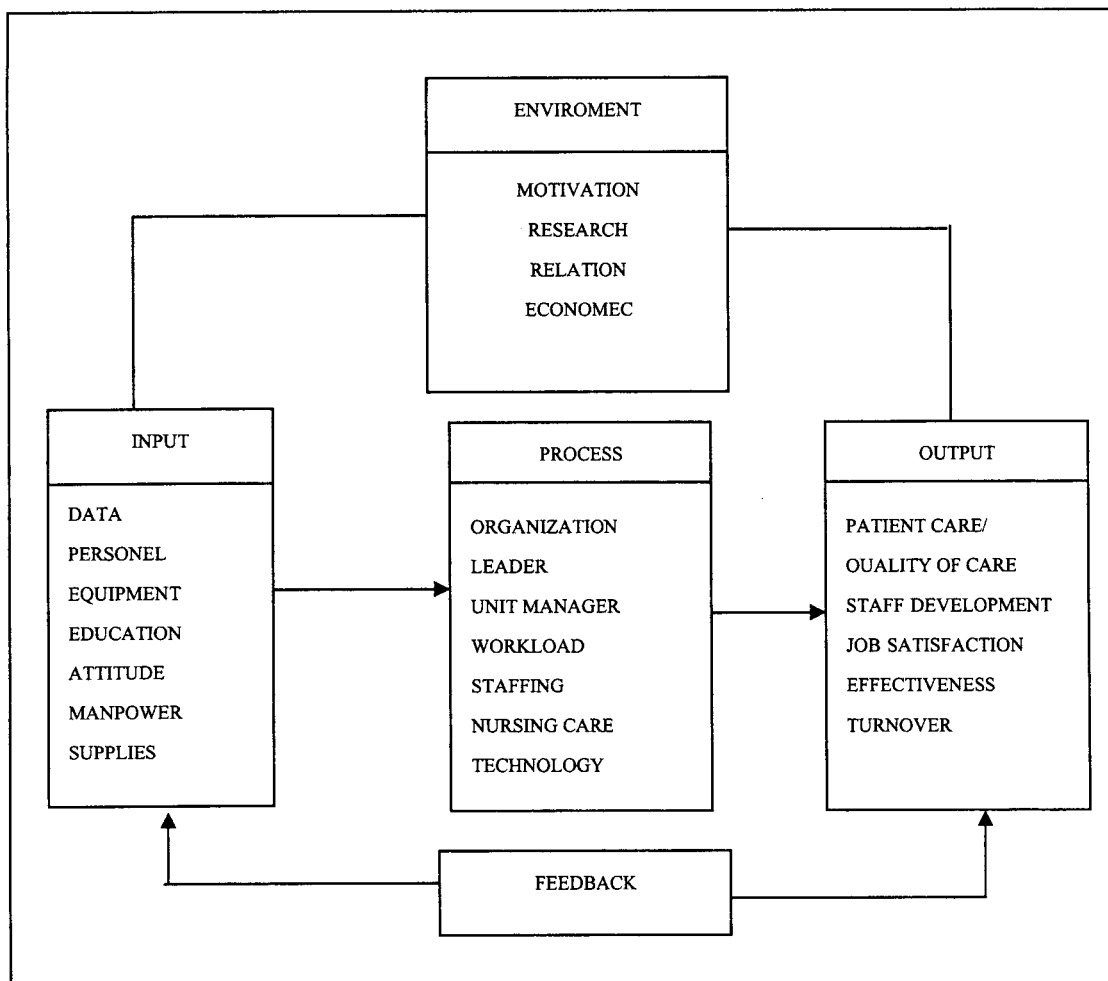 ENVIROMENT
MOTIVATION
RESEARCH
RELATION
ECONOMEC
INPUT
DATA
PERSONEL
EQUIPMENT
EDUCATION
ATTITUDE
MANPOWER
SUPPLIES
PROCESS
ORGANIZATION
LEADER
UNIT MANAGER
WORKLOAD
STAFFING
NURSING CARE
TECHNOLOGY
OUTPUT
PATIENT CARE/
OUALITY OF CARE
STAFF DEVELOPMENT
JOB SATISFACTION
EFFECTIVENESS
TURNOVER
FEEDBACK